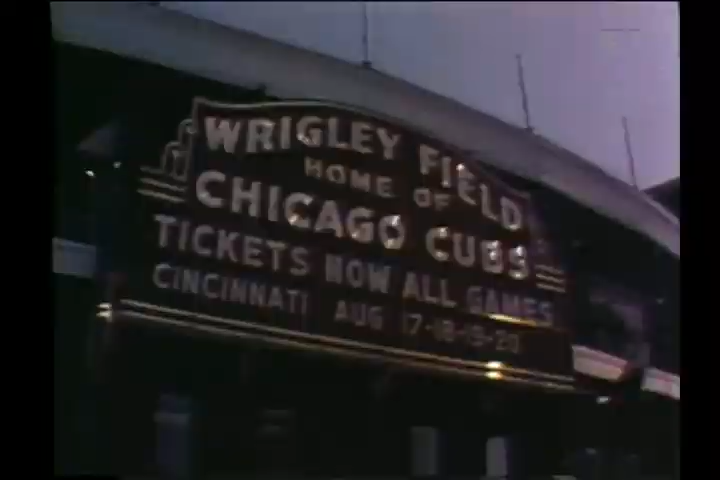 WRIGLEY FIELD
HOME OF
CHICAGO CUBS
TICKETS NOW ALL GAMES
CINCINNATI AUG 17-18-19-20